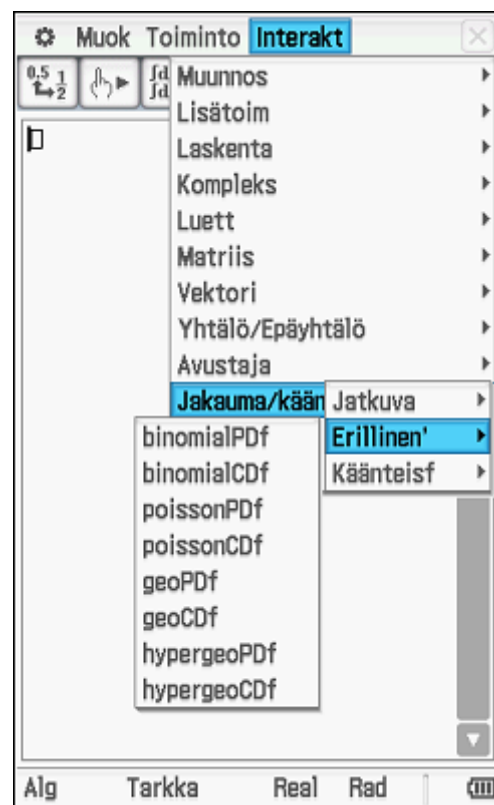 Muok Toiminto Interakt
0.5 1 2 ∫d ∫d
Muunnos
Lisätoim
Laskenta
Kompleks
Luett
Matriis
Vektori
Yhtälö/Epäyhtälö
Avustaja
Jakauma/kään
Jatkuva
Erillinen'
Käänteisf
binomialPDf
binomialCDf
poissonPDf
poissonCDf
geoPDf
geoCDf
hypergeoPDf
hypergeoCDf
Alg Tarkka Real Rad